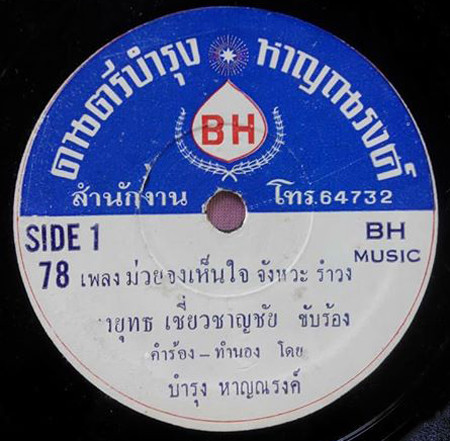 ดนตรีบำรุง หาญณรงค์
BH
สำนักงาน โทร.64732
SIDE 1 BH
MUSIC
78 เพลง ม่วยจงเห็นใจ จังหวะ รำวง
ายุทธ เชี่ยวชาญชัย ขับร้อง
คำร้อง – ทำนอง โดย
บำรุง หาญณรงค์